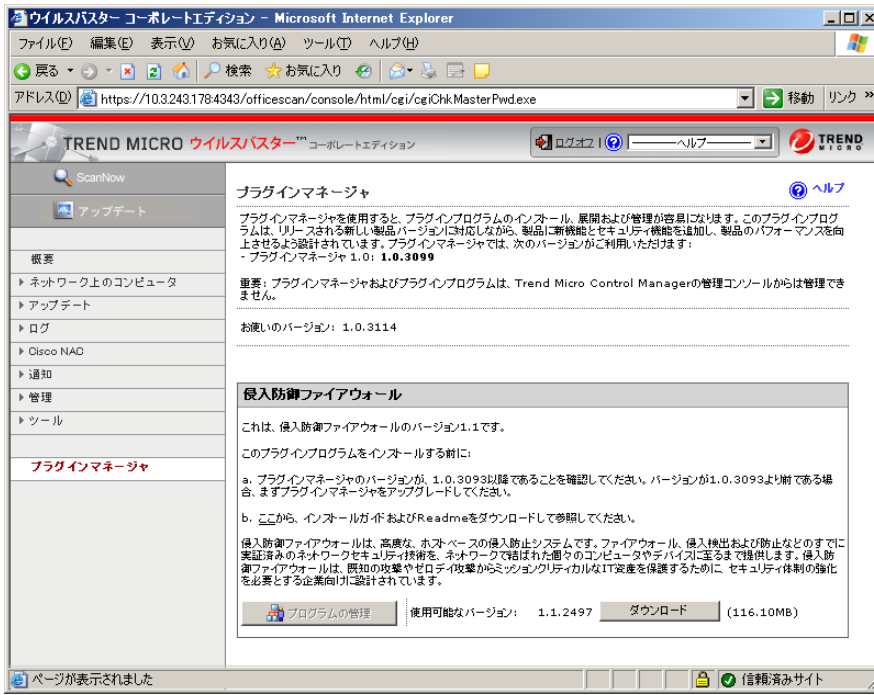 ウイルスバスター コーポレートエディション - Microsoft Internet Explorer
ファイル(F) 編集(E) 表示(V) お気に入り(A) ツール(T) ヘルプ(H)
戻る 検索 お気に入り
アドレス(D) https://10.3.243.178:4343/officescan/console/html/cgi/cgiChkMasterPwd.exe 移動 リンク »
TREND MICRO ウイルスバスター™ コーポレートエディション ログオフ | ————ヘルプ———— TREND MICRO
ScanNow
アップデート
概要
ネットワーク上のコンピュータ
アップデート
ログ
Cisco NAC
通知
管理
ツール
プラグインマネージャ
プラグインマネージャ ヘルプ
プラグインマネージャを使用すると、プラグインプログラムのインストール、展開および管理が容易になります。このプラグインプログ
ラムは、リリースされる新しい製品バージョンに対応しながら、製品に新機能とセキュリティ機能を追加し、製品のパフォーマンスを向
上させるよう設計されています。プラグインマネージャでは、次のバージョンがご利用いただけます:
- プラグインマネージャ 1.0: 1.0.3099
重要: プラグインマネージャおよびプラグインプログラムは、Trend Micro Control Managerの管理コンソールからは管理でき
ません。
お使いのバージョン: 1.0.3114
侵入防御ファイアウォール
これは、侵入防御ファイアウォールのバージョン1.1です。
このプラグインプログラムをインストールする前に:
a. プラグインマネージャのバージョンが、1.0.3093以降であることを確認してください。バージョンが1.0.3093より前である場
合、まずプラグインマネージャをアップグレードしてください。
b. ここから、インストールガイドおよびReadmeをダウンロードして参照してください。
侵入防御ファイアウォールは、高度な、ホストベースの侵入防止システムです。ファイアウォール、侵入検出および防止などのすでに
実証済みのネットワークセキュリティ技術を、ネットワークで結ばれた個々のコンピュータやデバイスに至るまで提供します。侵入防
御ファイアウォールは、既知の攻撃やゼロデイ攻撃からミッションクリティカルなIT資産を保護するために、セキュリティ体制の強化
を必要とする企業向けに設計されています。
プログラムの管理 使用可能なバージョン: 1.1.2497 ダウンロード (116.10MB)
ページが表示されました 信頼済みサイト